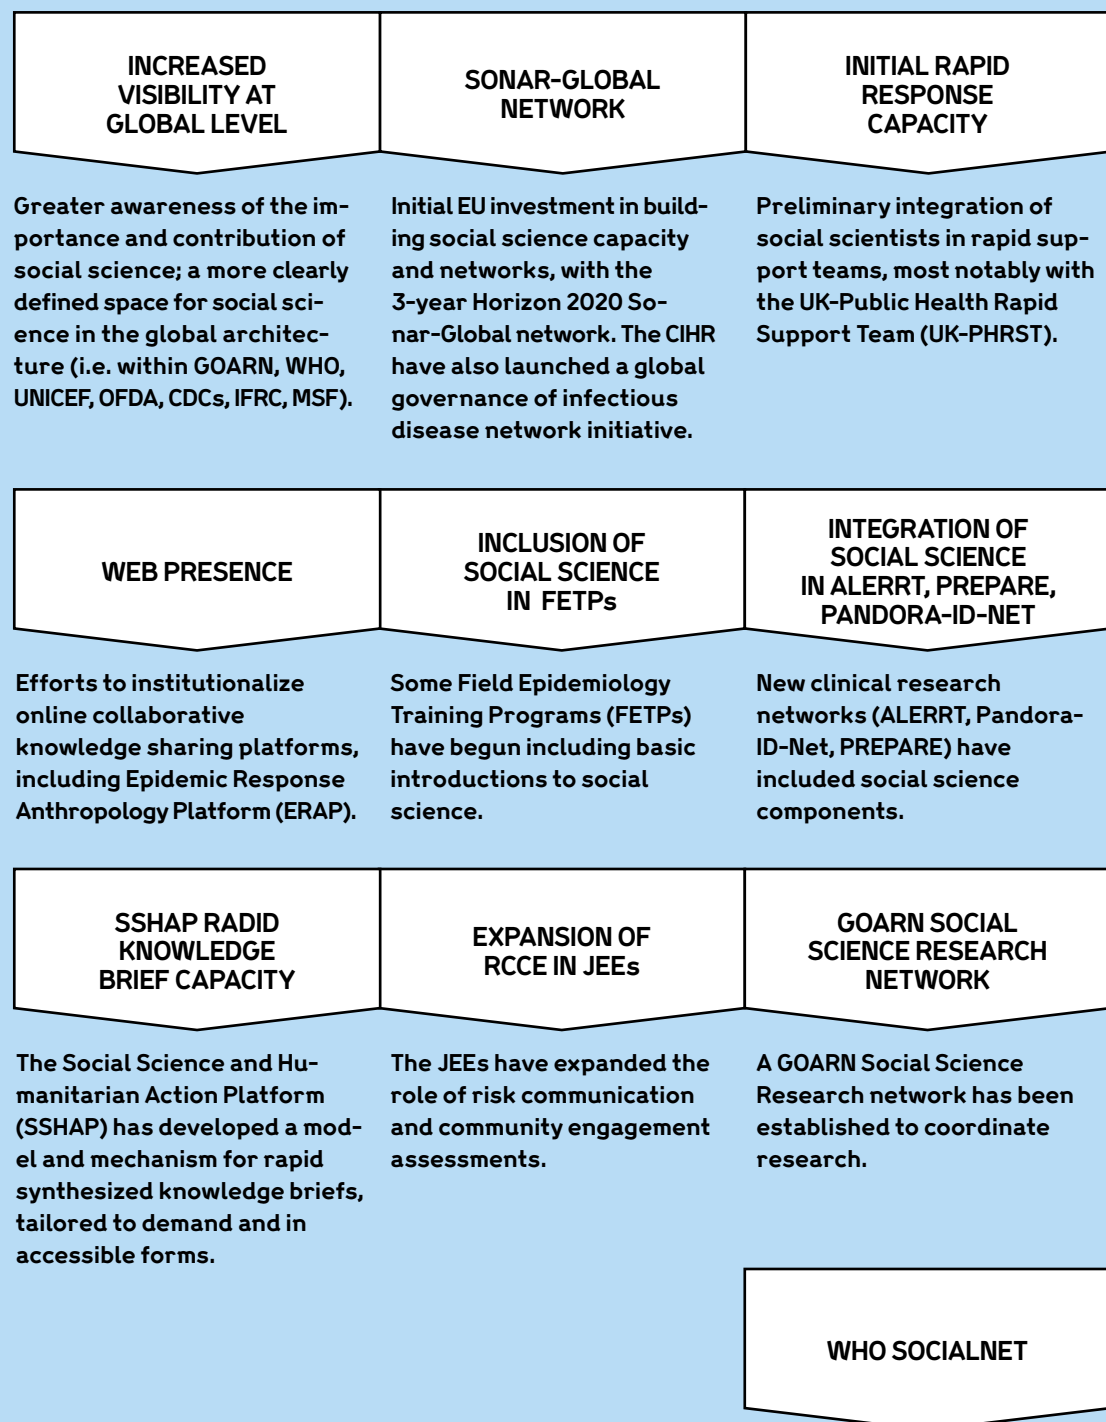 INCREASED
VISIBILITY AT
GLOBAL LEVEL
Greater awareness of the im-
portance and contribution of
social science; a more clearly
defined space for social sci-
ence in the global architec-
ture (i.e. within GOARN, WHO,
UNICEF, OFDA, CDCs, IFRC, MSF).
SONAR-GLOBAL
NETWORK
Initial EU investment in build-
ing social science capacity
and networks, with the
3-year Horizon 2020 So-
nar-Global network. The CIHR
have also launched a global
governance of infectious
disease network initiative.
INITIAL RAPID
RESPONSE
CAPACITY
Preliminary integration of
social scientists in rapid sup-
port teams, most notably with
the UK-Public Health Rapid
Support Team (UK-PHRST).
WEB PRESENCE
Efforts to institutionalize
online collaborative
knowledge sharing platforms,
including Epidemic Response
Anthropology Platform (ERAP).
INCLUSION OF
SOCIAL SCIENCE
IN FETPs
Some Field Epidemiology
Training Programs (FETPs)
have begun including basic
introductions to social
science.
INTEGRATION OF
SOCIAL SCIENCE
IN ALERRT, PREPARE,
PANDORA-ID-NET
New clinical research
networks (ALERRT, Pandora-
ID-Net, PREPARE) have
included social science
components.
SSHAP RADID
KNOWLEDGE
BRIEF CAPACITY
The Social Science and Hu-
manitarian Action Platform
(SSHAP) has developed a mod-
el and mechanism for rapid
synthesized knowledge briefs,
tailored to demand and in
accessible forms.
EXPANSION OF
RCCE IN JEEs
The JEEs have expanded the
role of risk communication
and community engagement
assessments.
GOARN SOCIAL
SCIENCE RESEARCH
NETWORK
A GOARN Social Science
Research network has been
established to coordinate
research.
WHO SOCIALNET